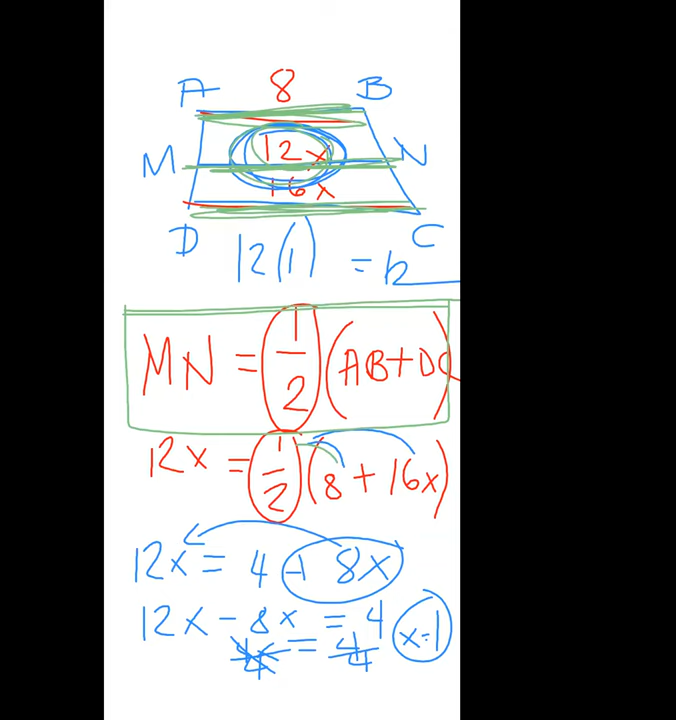 A 8 B
M 12x N
16x
D C
12(1) = 12
MN = 1/2 (AB+DC)
12x = 1/2 (8 + 16x)
12x = 4 + 8x
12x - 8x = 4
4x/4 = 4/4 x=1